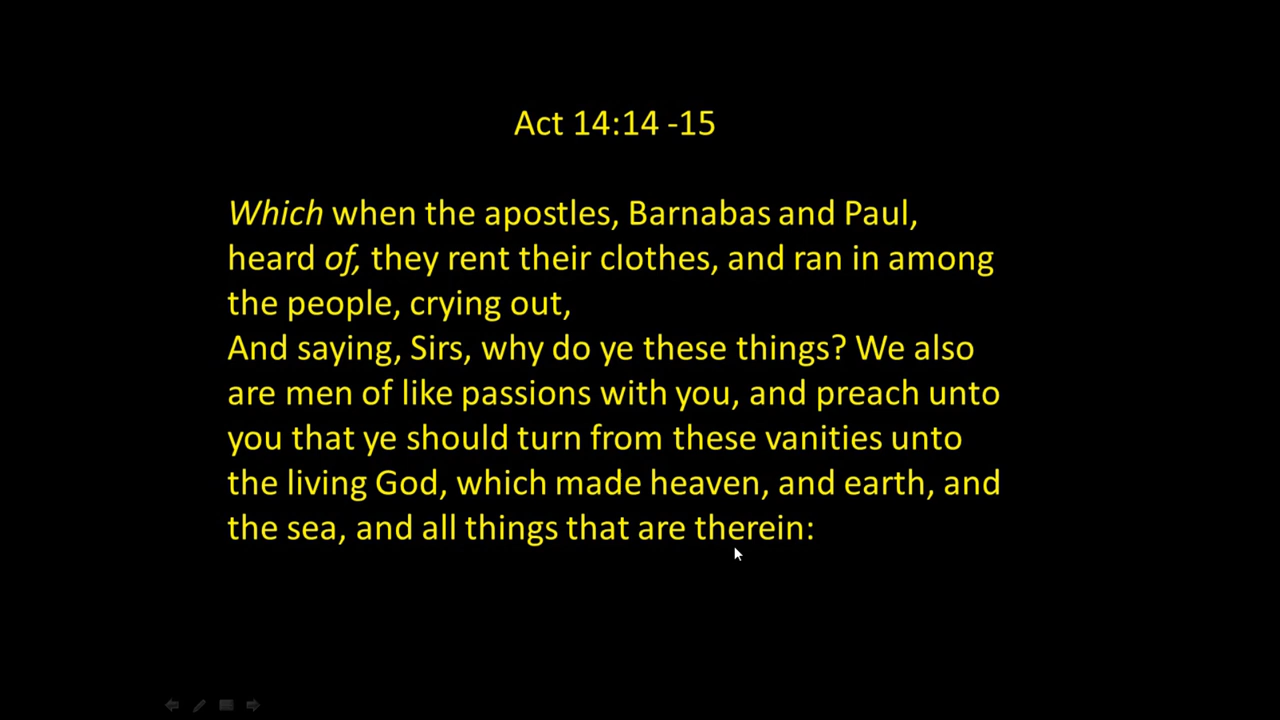 Act 14:14 -15
Which when the apostles, Barnabas and Paul,
heard of, they rent their clothes, and ran in among
the people, crying out,
And saying, Sirs, why do ye these things? We also
are men of like passions with you, and preach unto
you that ye should turn from these vanities unto
the living God, which made heaven, and earth, and
the sea, and all things that are therein: